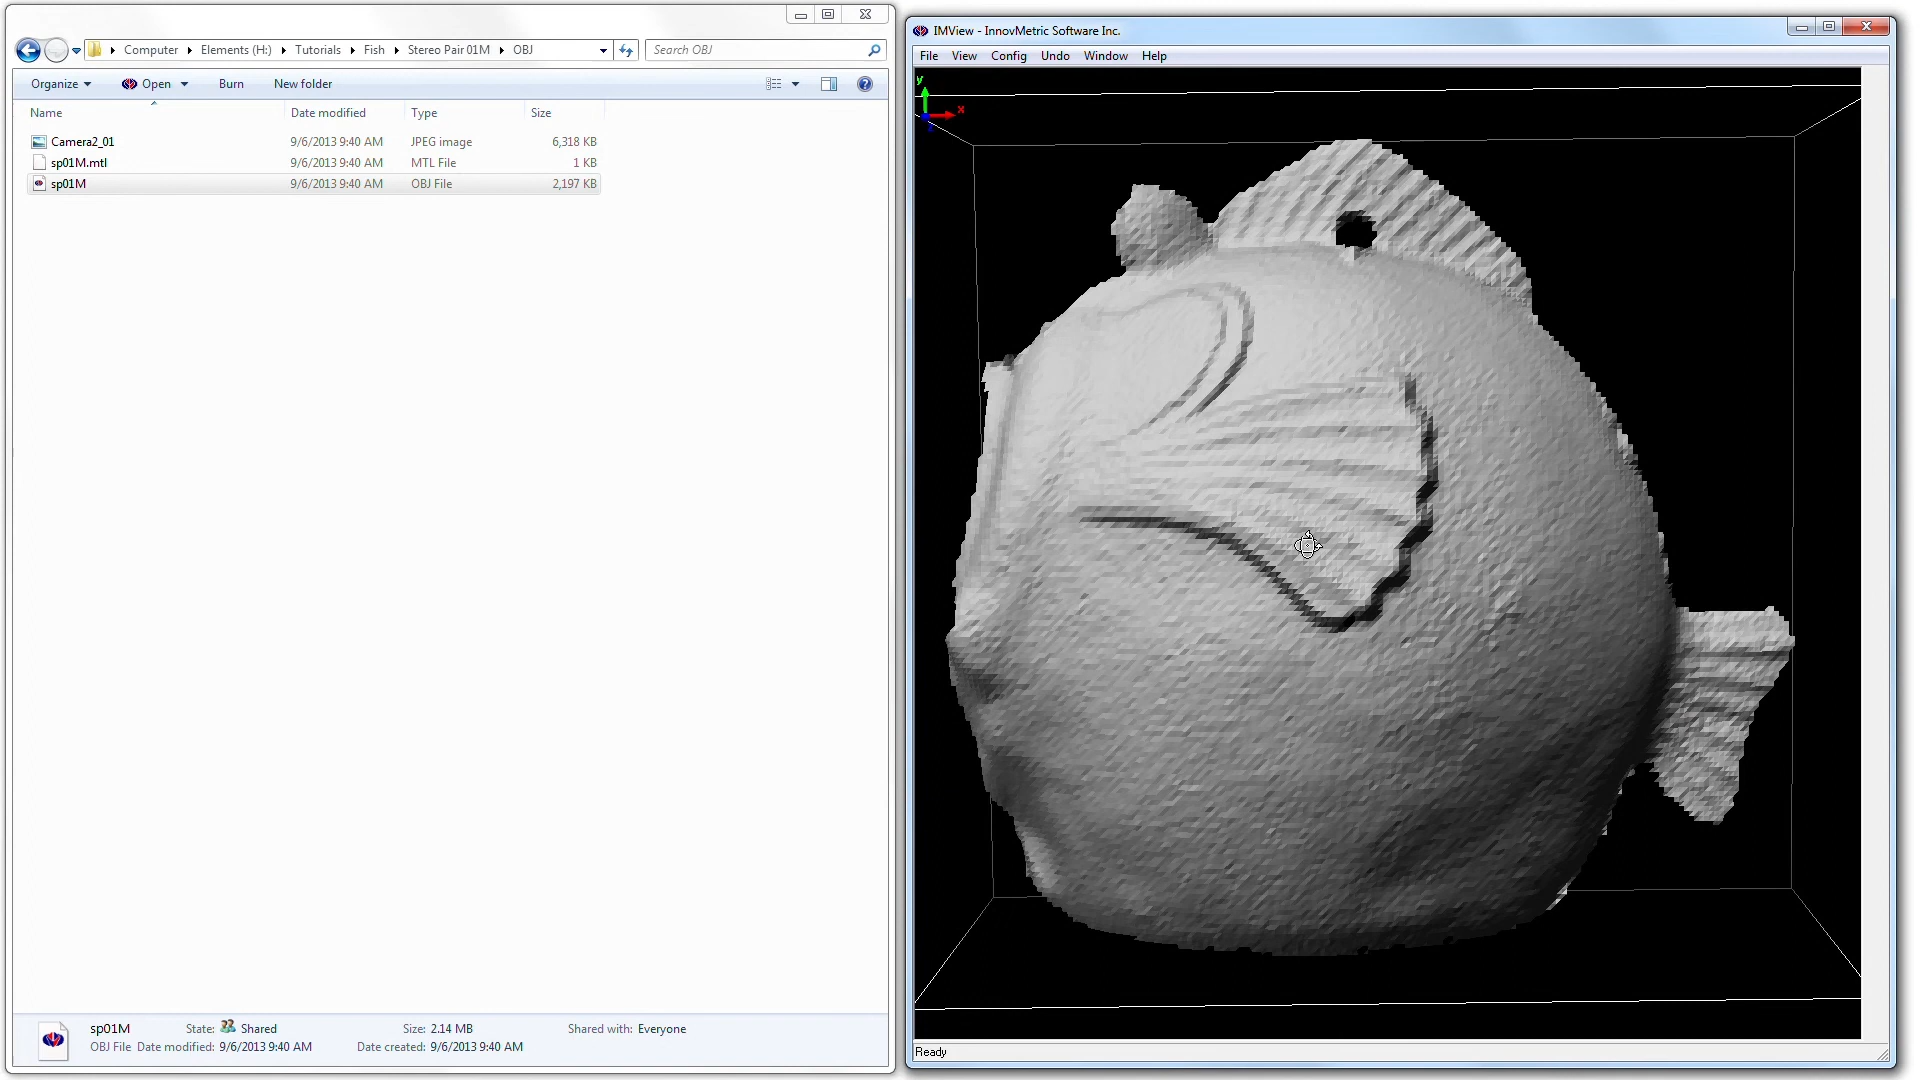 Computer Elements (H:) Tutorials Fish Stereo Pair 01M OBJ
Search OBJ
Organize Open Burn New folder
Name Date modified Type Size
Camera2_01 9/6/2013 9:40 AM JPEG image 6,318 KB
sp01M.mtl 9/6/2013 9:40 AM MTL File 1 KB
sp01M 9/6/2013 9:40 AM OBJ File 2,197 KB
sp01M State: Shared Size: 2.14 MB Shared with: Everyone
OBJ File Date modified: 9/6/2013 9:40 AM Date created: 9/6/2013 9:40 AM
IMView - InnovMetric Software Inc.
File View Config Undo Window Help
y
x
Ready